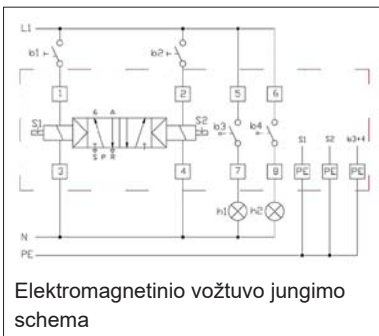 L1
b1 b2
1 2 5 6
S1 B A S2 b3 b4 S1 S2 b3+4
S P R
3 4 7 8 PE PE PE
h1 h2
N
PE
Elektromagnetinio vožtuvo jungimo
schema